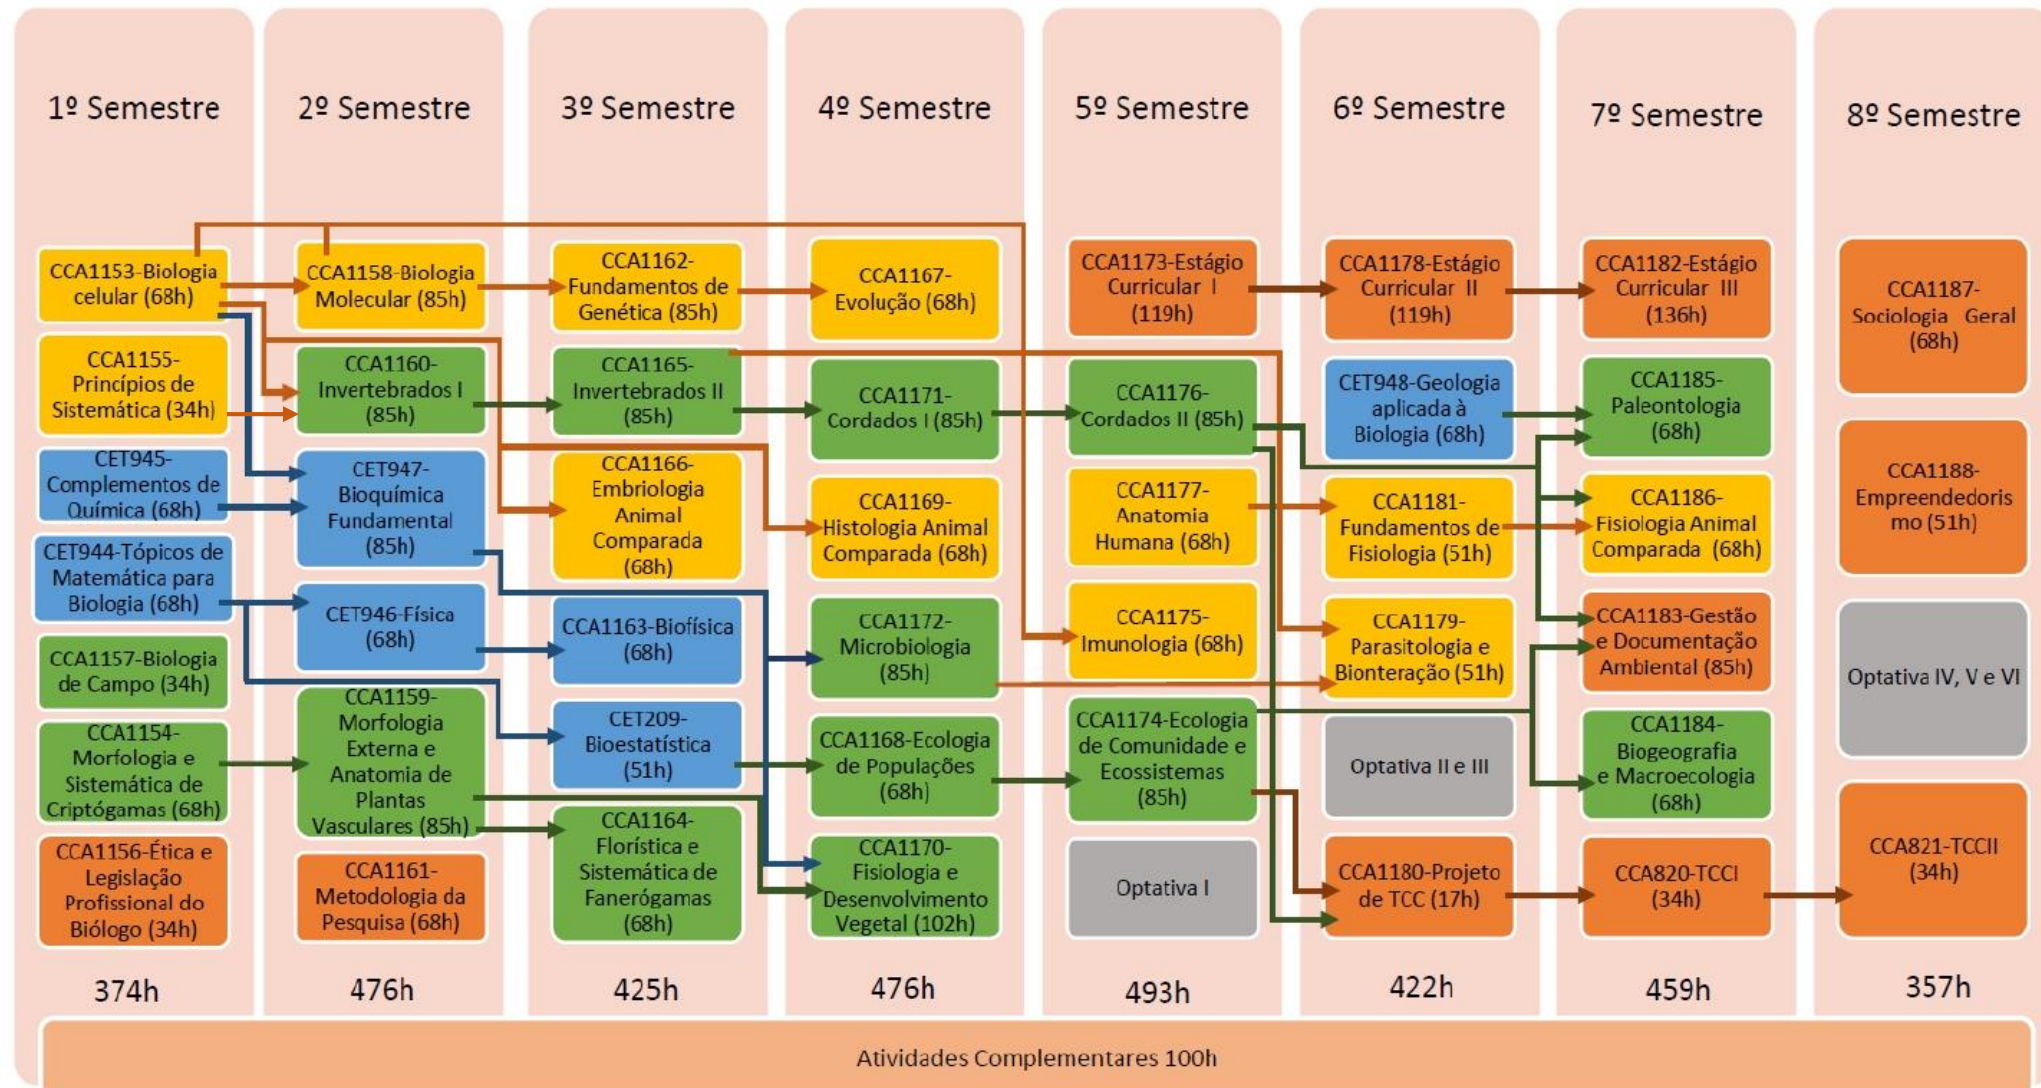 1º Semestre
2º Semestre
3º Semestre
4º Semestre
5º Semestre
6º Semestre
7º Semestre
8º Semestre
CCA1153-Biologia
celular (68h)
CCA1155-
Princípios de
Sistemática (34h)
CET945-
Complementos de
Química (68h)
CET944-Tópicos de
Matemática para
Biologia (68h)
CCA1157-Biologia
de Campo (34h)
CCA1154-
Morfologia e
Sistemática de
Criptógamas (68h)
CCA1156-Ética e
Legislação
Profissional do
Biólogo (34h)
374h
CCA1158-Biologia
Molecular (85h)
CCA1160-
Invertebrados I
(85h)
CET947-
Bioquímica
Fundamental
(85h)
CET946-Física
(68h)
CCA1159-
Morfologia
Externa e
Anatomia de
Plantas
Vasculares (85h)
CCA1161-
Metodologia da
Pesquisa (68h)
476h
CCA1162-
Fundamentos de
Genética (85h)
CCA1165-
Invertebrados II
(85h)
CCA1166-
Embriologia
Animal
Comparada
(68h)
CCA1163-Biofísica
(68h)
CET209-
Bioestatística
(51h)
CCA1164-
Florística e
Sistemática de
Fanerógamas
(68h)
425h
CCA1167-
Evolução (68h)
CCA1171-
Cordados I (85h)
CCA1169-
Histologia Animal
Comparada (68h)
CCA1172-
Microbiologia
(85h)
CCA1168-Ecologia
de Populações
(68h)
CCA1170-
Fisiologia e
Desenvolvimento
Vegetal (102h)
476h
CCA1173-Estágio
Curricular I
(119h)
CCA1176-
Cordados II (85h)
CCA1177-
Anatomia
Humana (68h)
CCA1175-
Imunologia (68h)
CCA1174-Ecologia
de Comunidade e
Ecossistemas
(85h)
Optativa I
493h
CCA1178-Estágio
Curricular II
(119h)
CET948-Geologia
aplicada à
Biologia (68h)
CCA1181-
Fundamentos de
Fisiologia (51h)
CCA1179-
Parasitologia e
Bionteração (51h)
Optativa II e III
CCA1180-Projeto
de TCC (17h)
422h
CCA1182-Estágio
Curricular III
(136h)
CCA1185-
Paleontologia
(68h)
CCA1186-
Fisiologia Animal
Comparada (68h)
CCA1183-Gestão
e Documentação
Ambiental (85h)
CCA1184-
Biogeografia
e Macroecologia
(68h)
CCA820-TCCI
(34h)
459h
CCA1187-
Sociologia Geral
(68h)
CCA1188-
Empreendedoris
mo (51h)
Optativa IV, V e VI
CCA821-TCCII
(34h)
357h
Atividades Complementares 100h